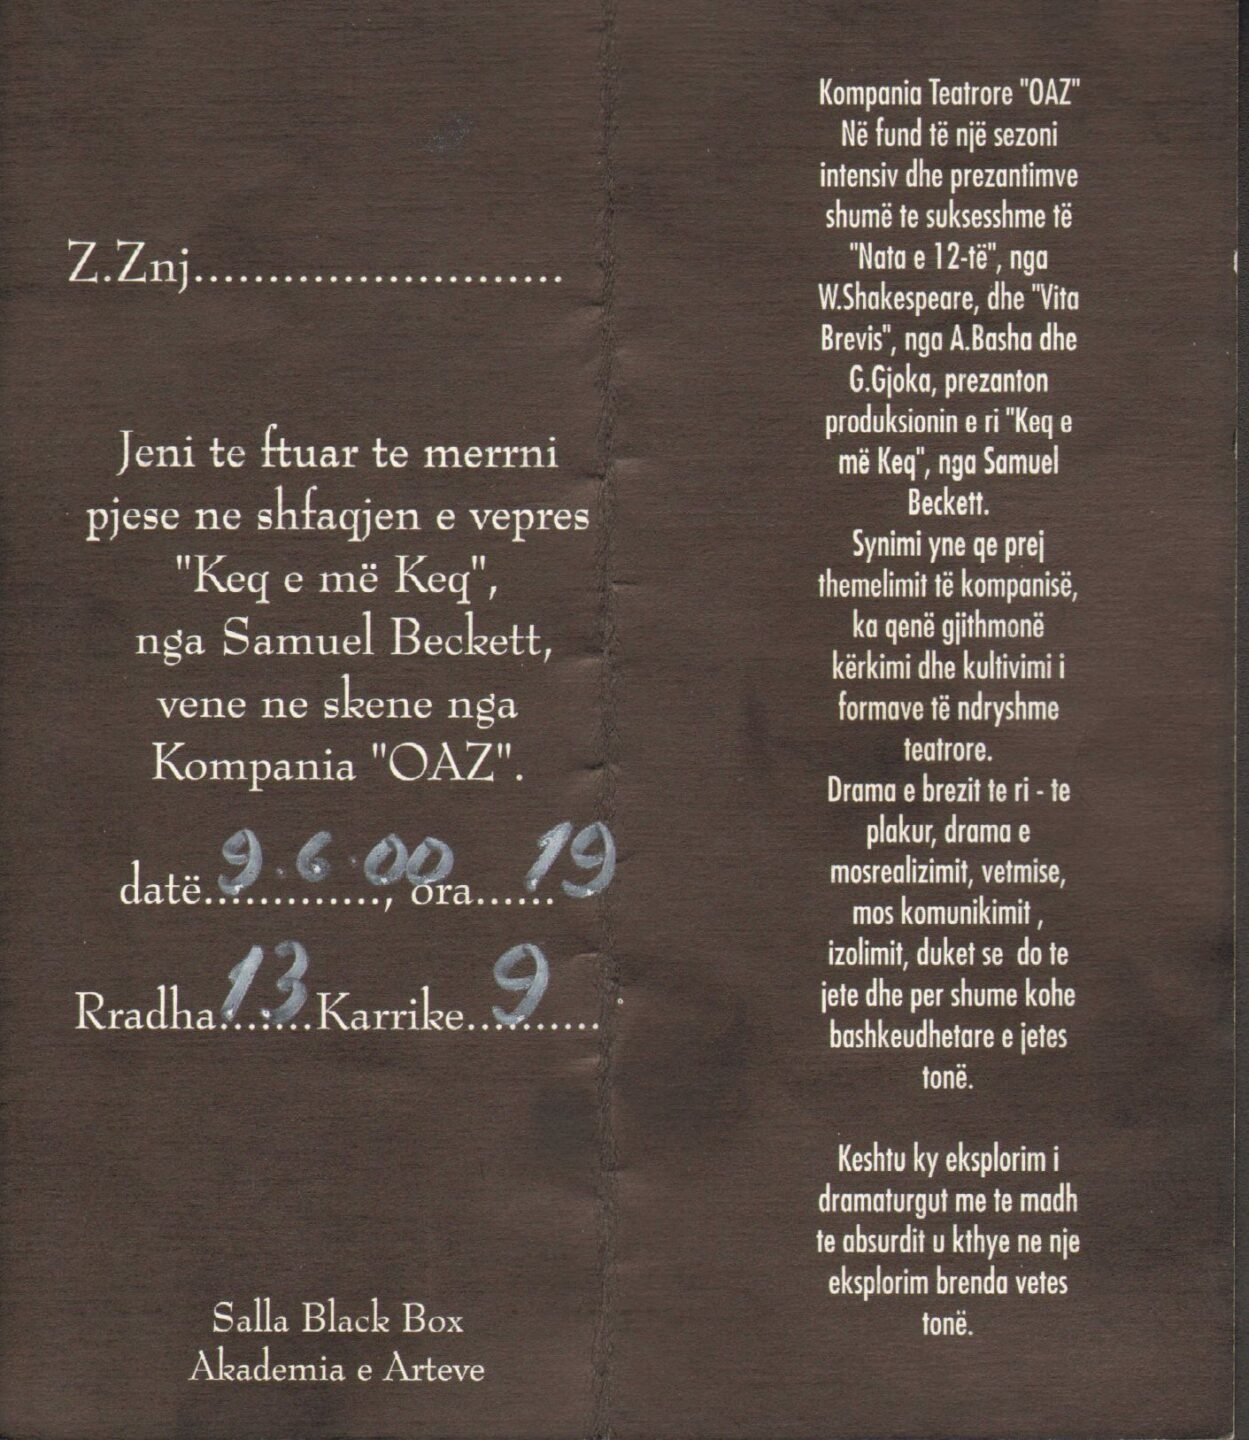 Z.Znj.........................
Jeni te ftuar te merrni
pjese ne shfaqjen e vepres
"Keq e më Keq",
nga Samuel Beckett,
vene ne skene nga
Kompania "OAZ".
datë 9.6.00, ora 19
Rradha 13 Karrike 9
Salla Black Box
Akademia e Arteve
Kompania Teatrore "OAZ"
Në fund të një sezoni
intensiv dhe prezantimve
shumë te suksesshme të
"Nata e 12-të", nga
W.Shakespeare, dhe "Vita
Brevis", nga A.Basha dhe
G.Gjoka, prezanton
produksionin e ri "Keq e
më Keq", nga Samuel
Beckett.
Synimi yne qe prej
themelimit të kompanisë,
ka qenë gjithmonë
kërkimi dhe kultivimi i
formave të ndryshme
teatrore.
Drama e brezit te ri - te
plakur, drama e
mosrealizimit, vetmise,
mos komunikimit ,
izolimit, duket se  do te
jete dhe per shume kohe
bashkeudhetare e jetes
tonë.
Keshtu ky eksplorim i
dramaturgut me te madh
te absurdit u kthye ne nje
eksplorim brenda vetes
tonë.